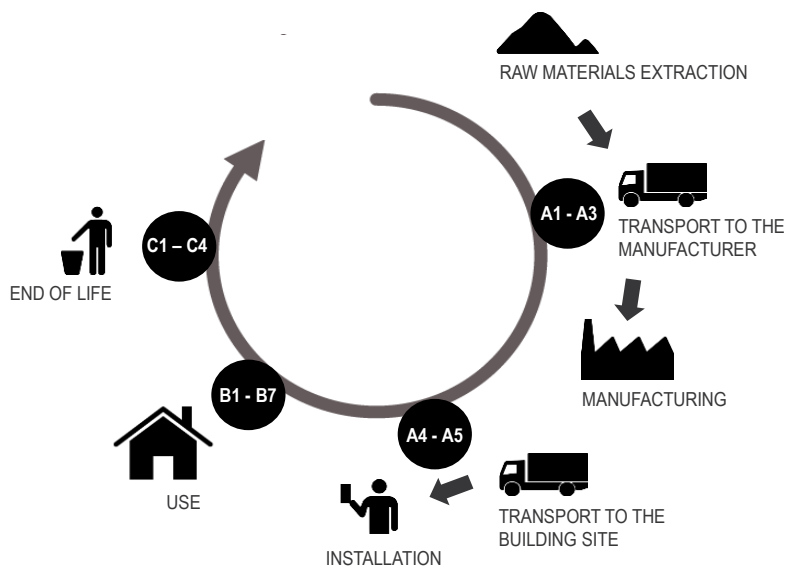 RAW MATERIALS EXTRACTION
A1 - A3
TRANSPORT TO THE
MANUFACTURER
MANUFACTURING
A4 - A5
TRANSPORT TO THE
BUILDING SITE
INSTALLATION
B1 - B7
USE
C1 – C4
END OF LIFE